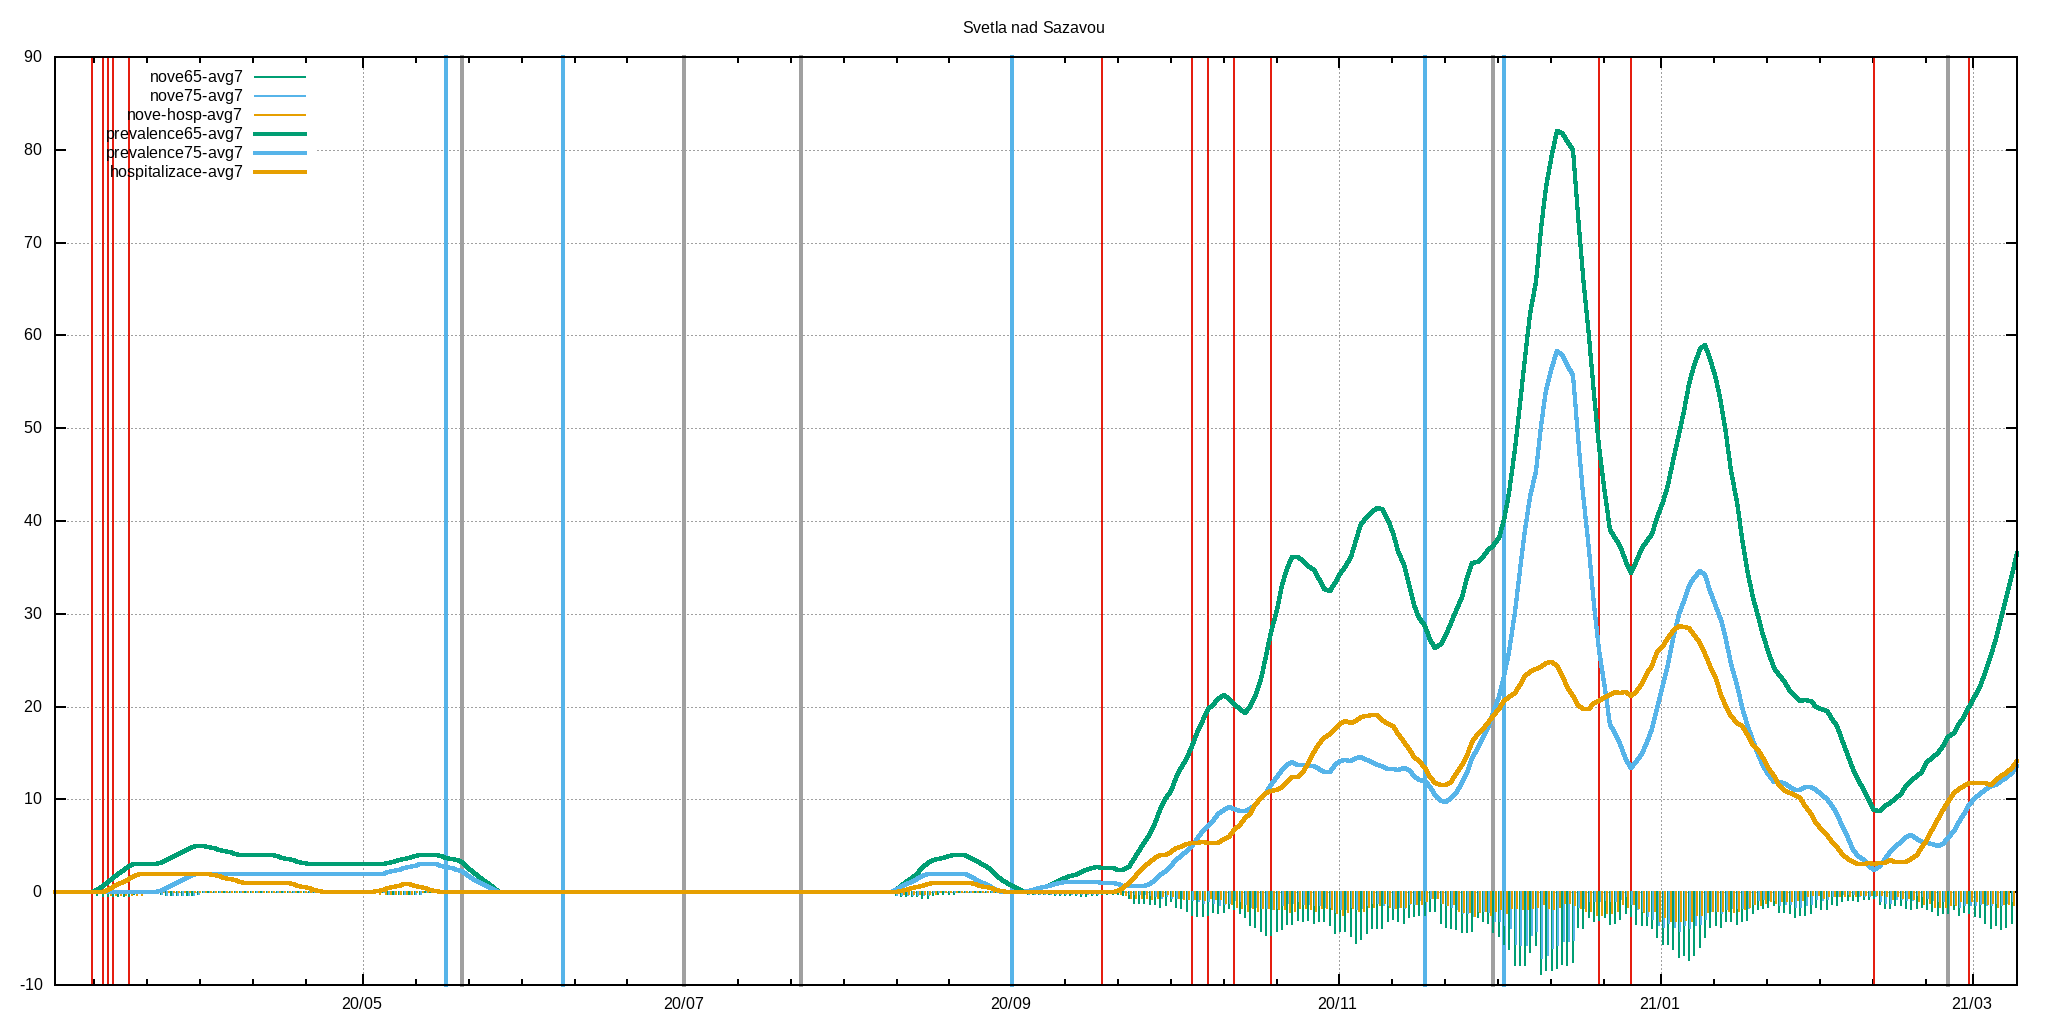 Svetla nad Sazavou
90
80
70
60
50
40
30
20
10
0
-10
nove65-avg7
nove75-avg7
nove-hosp-avg7
prevalence65-avg7
prevalence75-avg7
hospitalizace-avg7
20/05 20/07 20/09 20/11 21/01 21/03